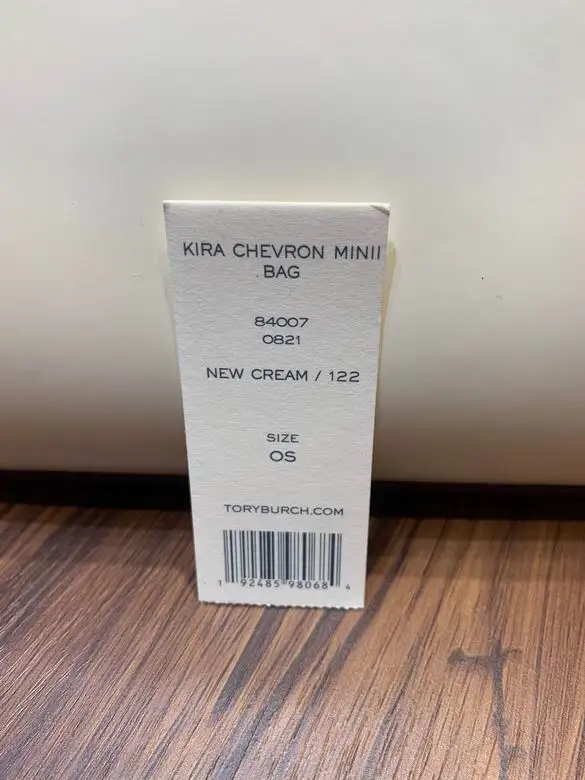 KIRA CHEVRON MINII
BAG
84007
0821
NEW CREAM / 122
SIZE
OS
TORYBURCH.COM
1 92485 98068 4